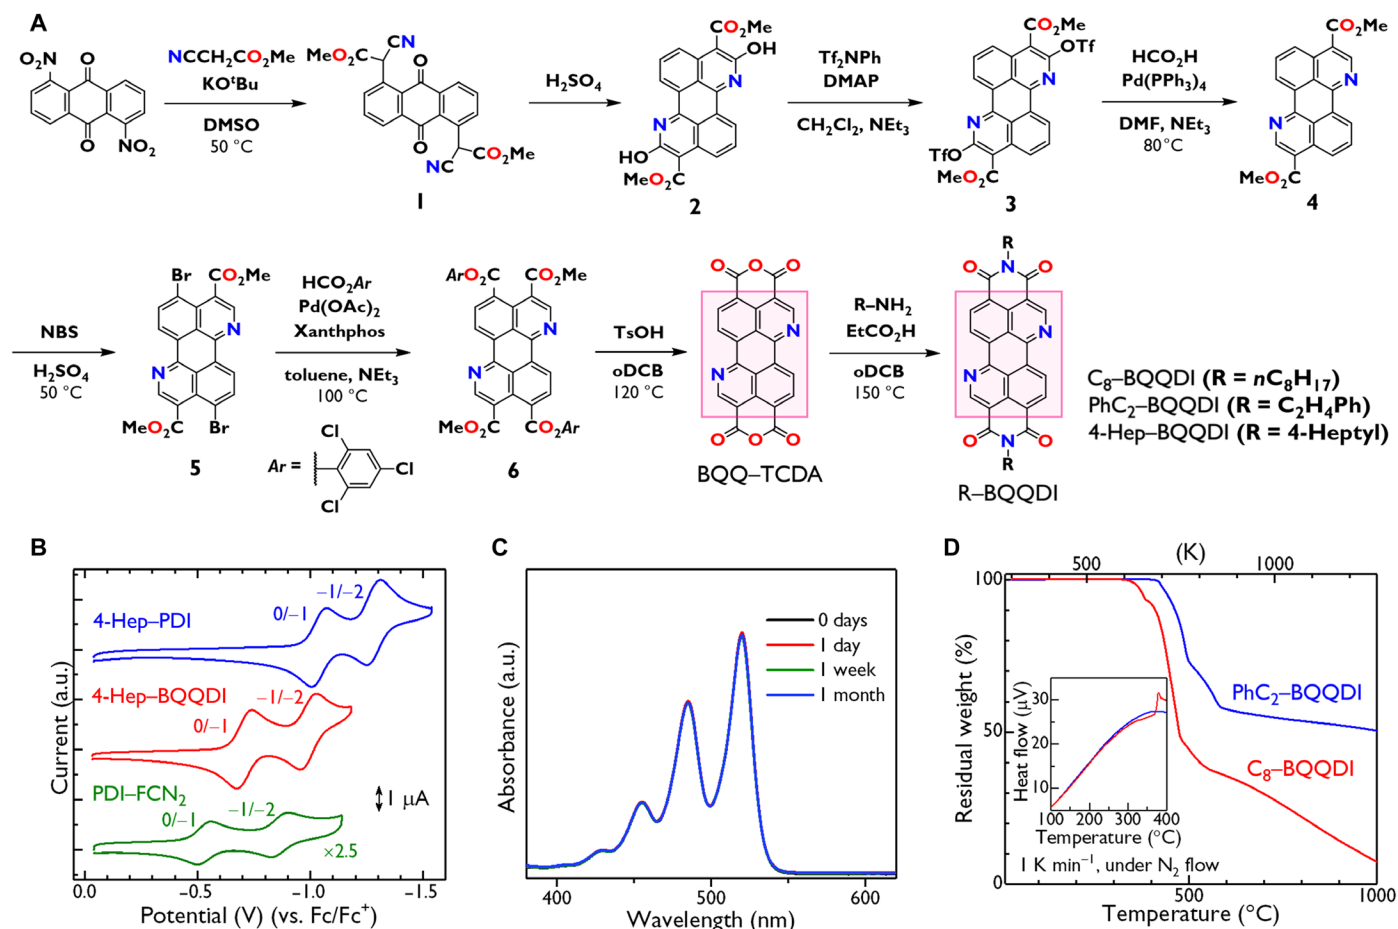 A
O₂N
O
O
NO₂
NCCH₂CO₂Me
KOᵗBu
DMSO
50 °C
MeO₂C
CN
O
O
NC
CO₂Me
1
H₂SO₄
CO₂Me
OH
N
N
HO
MeO₂C
2
Tf₂NPh
DMAP
CH₂Cl₂, NEt₃
CO₂Me
OTf
N
N
TfO
MeO₂C
3
HCO₂H
Pd(PPh₃)₄
DMF, NEt₃
80°C
CO₂Me
N
N
MeO₂C
4
NBS
H₂SO₄
50 °C
Br
CO₂Me
N
N
MeO₂C
Br
5
HCO₂Ar
Pd(OAc)₂
Xanthphos
toluene, NEt₃
100 °C
Ar =
Cl
Cl
Cl
ArO₂C
CO₂Me
N
N
MeO₂C
CO₂Ar
6
TsOH
oDCB
120 °C
O
O
O
N
N
O
O
O
BQQ–TCDA
R–NH₂
EtCO₂H
oDCB
150 °C
R
O
N
O
N
N
O
N
O
R
R–BQQDI
C₈–BQQDI (R = nC₈H₁₇)
PhC₂–BQQDI (R = C₂H₄Ph)
4-Hep–BQQDI (R = 4-Heptyl)
B
Current (a.u.)
4-Hep–PDI
0/−1
−1/−2
4-Hep–BQQDI
0/−1
−1/−2
PDI–FCN₂
0/−1
−1/−2
1 μA
×2.5
0.0
−0.5
−1.0
−1.5
Potential (V) (vs. Fc/Fc⁺)
C
Absorbance (a.u.)
0 days
1 day
1 week
1 month
400
500
600
Wavelength (nm)
D
(K)
500
1000
Residual weight (%)
100
50
0
PhC₂–BQQDI
C₈–BQQDI
Heat flow (μV)
30
25
20
15
10
100
200
300
400
Temperature (°C)
1 K min⁻¹, under N₂ flow
500
1000
Temperature (°C)